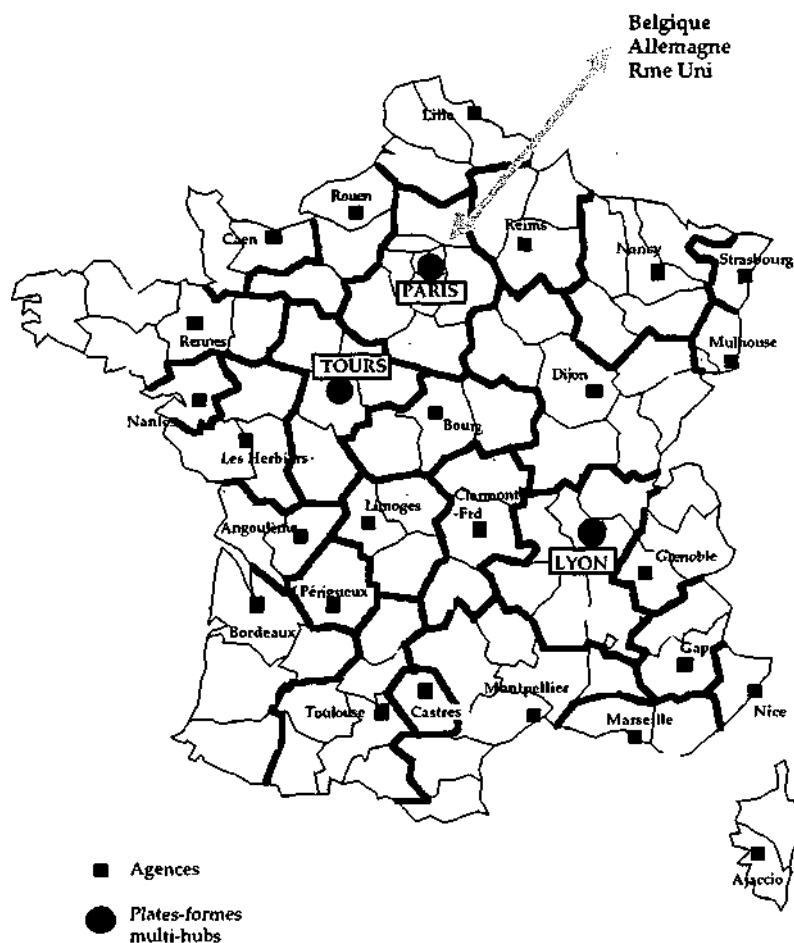 Belgique
Allemagne
Rme Uni
Lille
Rouen
Caen
Reims
Nancy
Strasbourg
PARIS
Rennes
Mulhouse
TOURS
Dijon
Nantes
Bourg
Les Herbiers
Limoges
Clermont
-Frd
Angoulème
LYON
Grenoble
Périgueux
Bordeaux
Gap
Montpellier
Toulouse
Castres
Marseille
Nice
Ajaccio
Agences
Plates-formes
multi-hubs